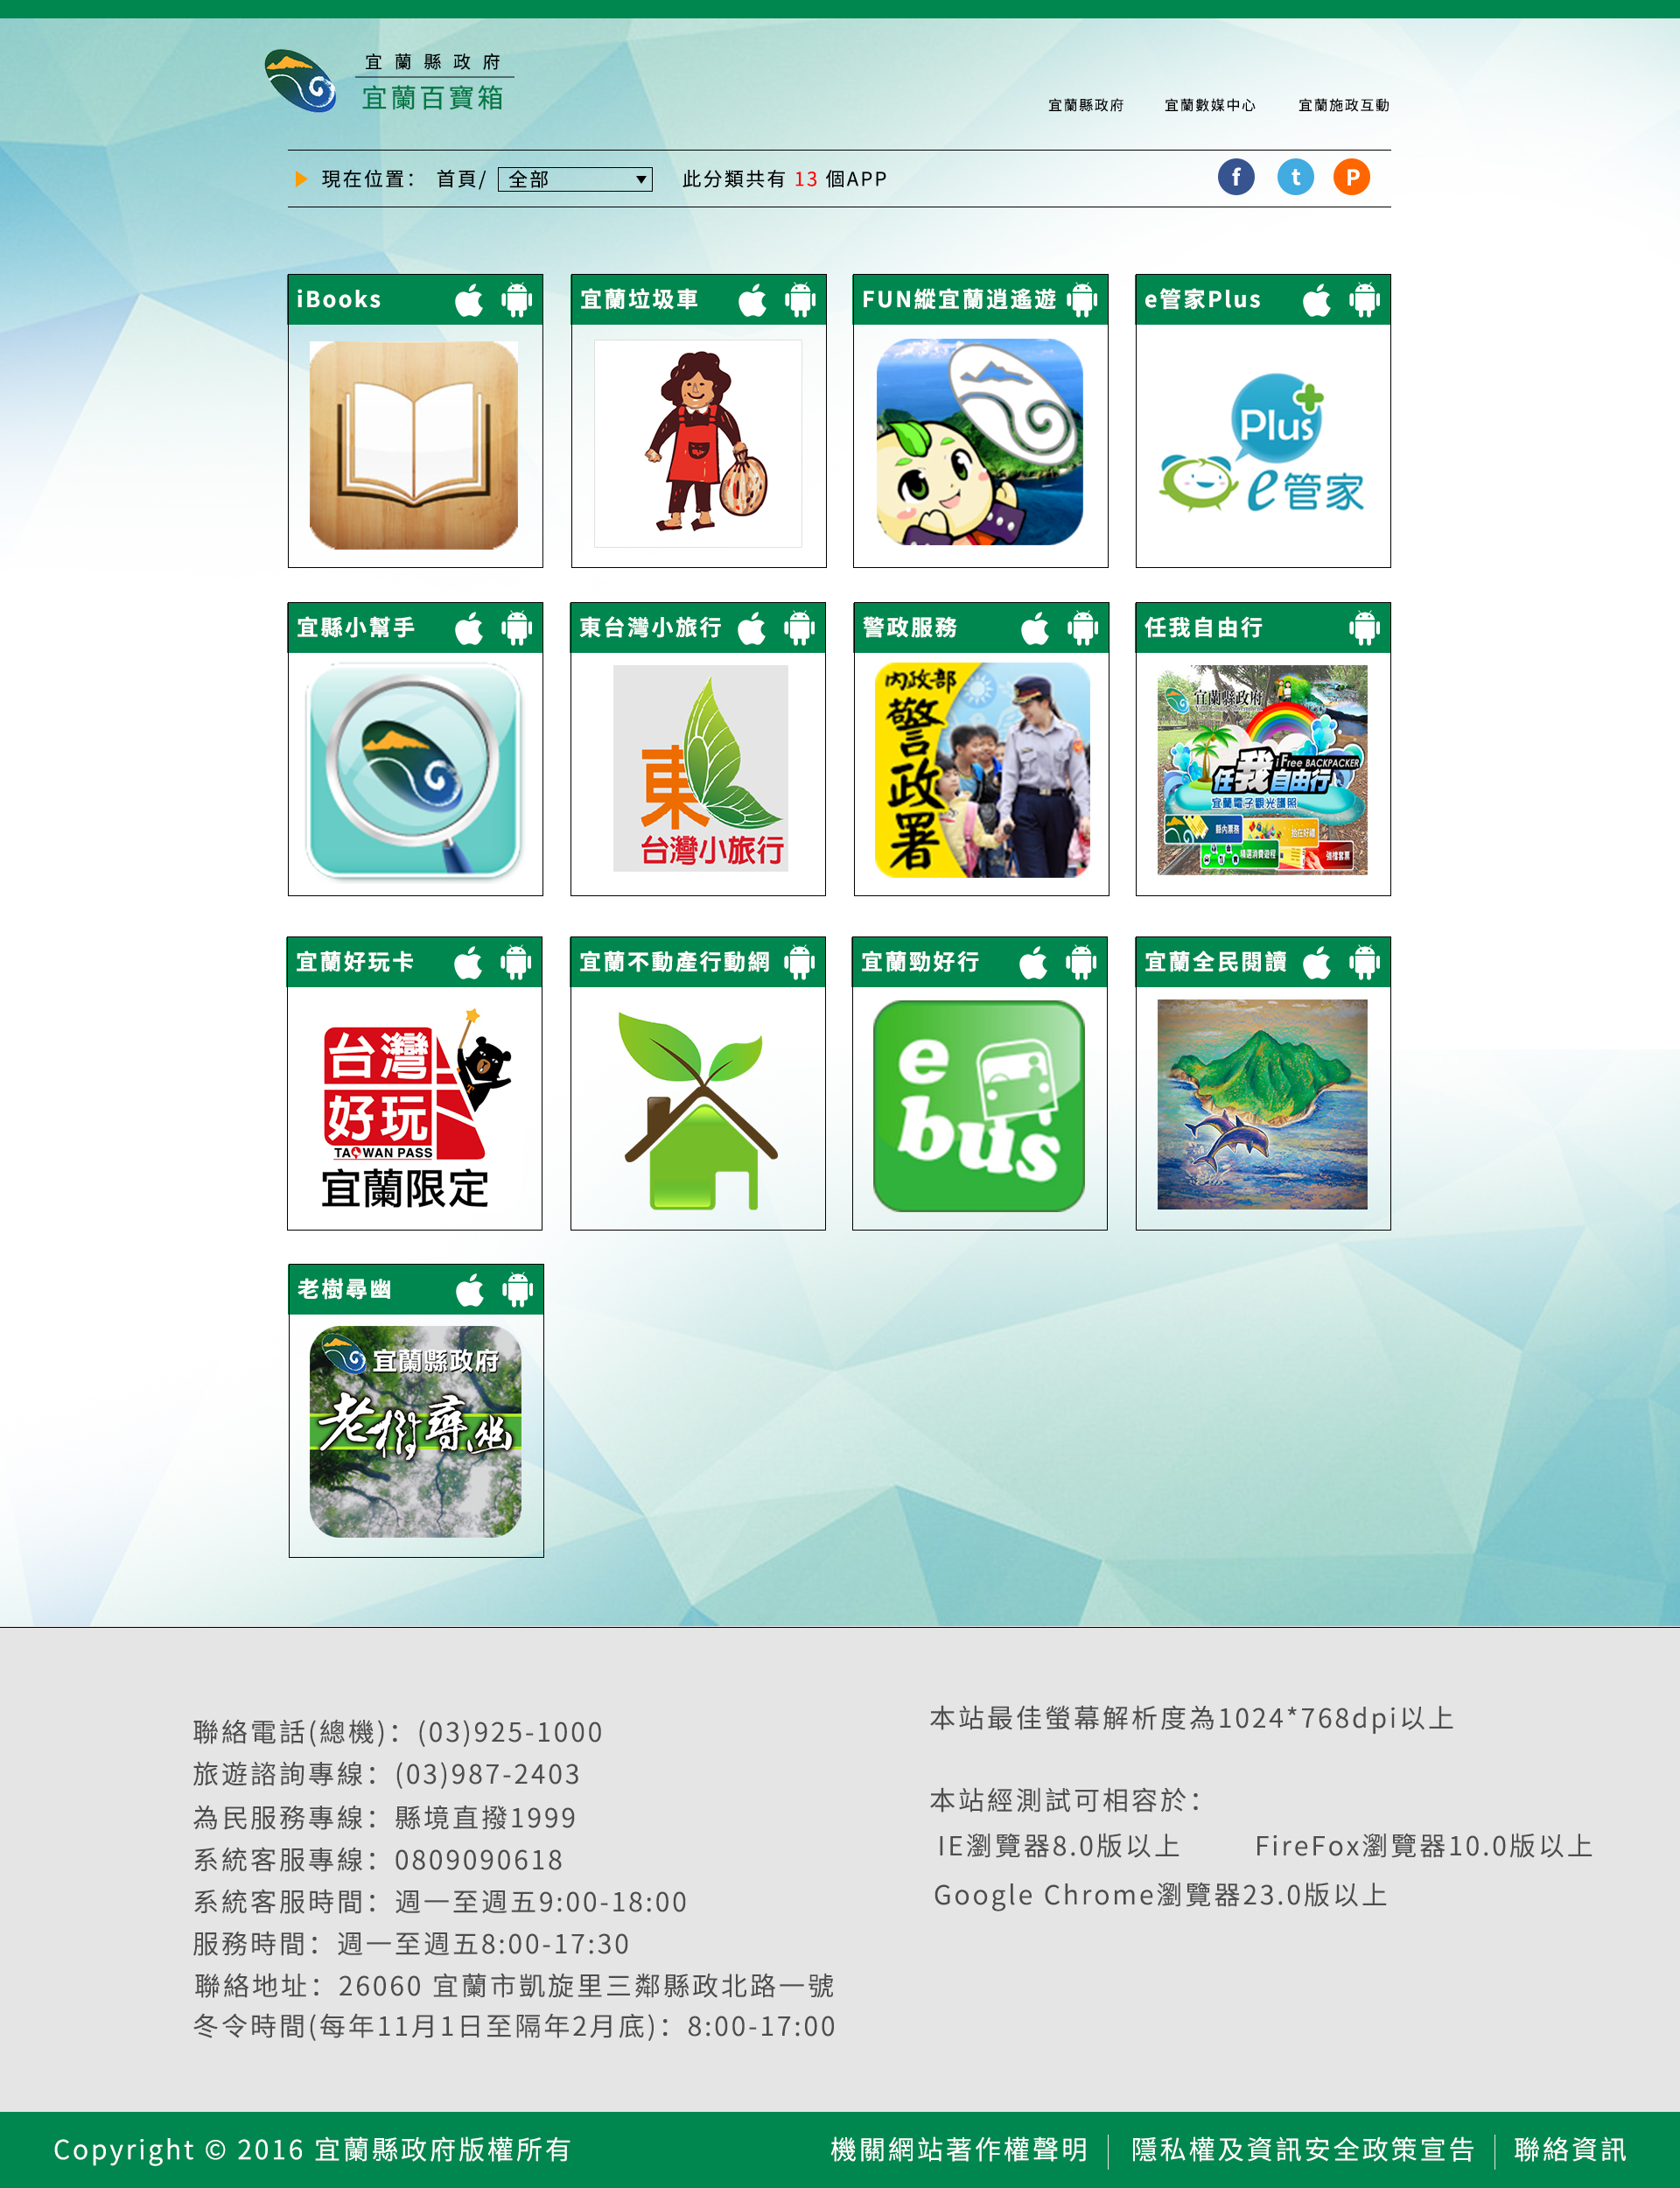 宜蘭縣政府
宜蘭百寶箱
宜蘭縣政府 宜蘭數媒中心 宜蘭施政互動
現在位置： 首頁/ 全部 此分類共有 13 個APP
f t P
iBooks
宜蘭垃圾車
FUN縱宜蘭逍遙遊
e管家Plus
Plus
e管家
宜縣小幫手
東台灣小旅行
警政服務
任我自由行
東
台灣小旅行
內政部
警政署
宜蘭縣政府
iFree BACKPACKER
任我自由行
宜蘭電子觀光護照
宜蘭好玩卡
宜蘭不動產行動網
宜蘭勁好行
宜蘭全民閱讀
台灣
好玩
TAIWAN PASS
宜蘭限定
e
bus
老樹尋幽
宜蘭縣政府
老樹尋幽
聯絡電話(總機)：(03)925-1000
旅遊諮詢專線：(03)987-2403
為民服務專線：縣境直撥1999
系統客服專線：0809090618
系統客服時間：週一至週五9:00-18:00
服務時間：週一至週五8:00-17:30
聯絡地址：26060 宜蘭市凱旋里三鄰縣政北路一號
冬令時間(每年11月1日至隔年2月底)：8:00-17:00
本站最佳螢幕解析度為1024*768dpi以上
本站經測試可相容於：
IE瀏覽器8.0版以上 FireFox瀏覽器10.0版以上
Google Chrome瀏覽器23.0版以上
Copyright © 2016 宜蘭縣政府版權所有
機關網站著作權聲明 隱私權及資訊安全政策宣告 聯絡資訊